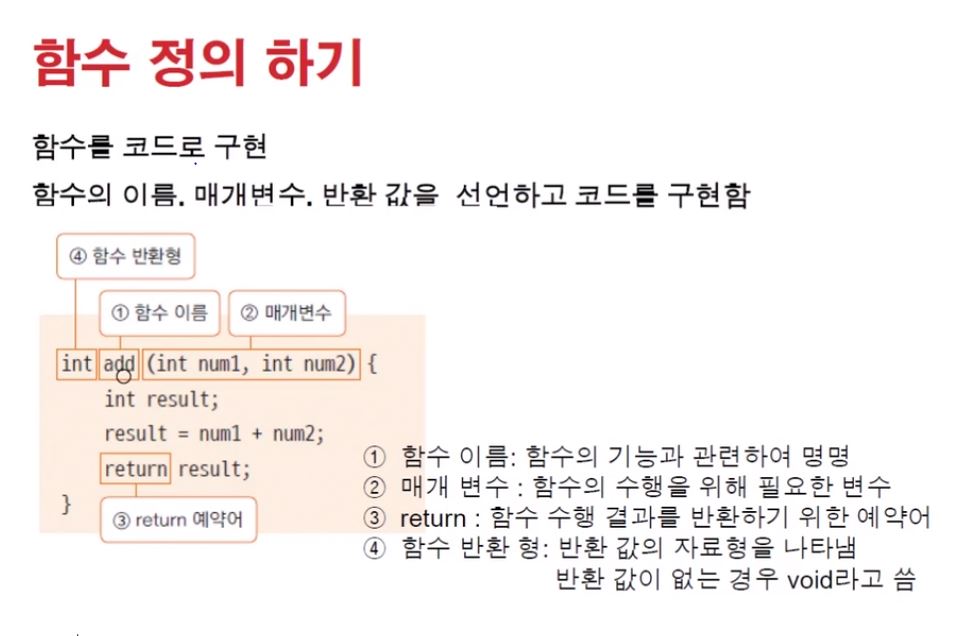 함수 정의 하기
함수를 코드로 구현
함수의 이름, 매개변수, 반환 값을 선언하고 코드를 구현함
④ 함수 반환형
① 함수 이름
② 매개변수
int add (int num1, int num2) {
int result;
result = num1 + num2;
return result;
}
③ return 예약어
① 함수 이름: 함수의 기능과 관련하여 명명
② 매개 변수 : 함수의 수행을 위해 필요한 변수
③ return : 함수 수행 결과를 반환하기 위한 예약어
④ 함수 반환 형: 반환 값의 자료형을 나타냄
반환 값이 없는 경우 void라고 씀